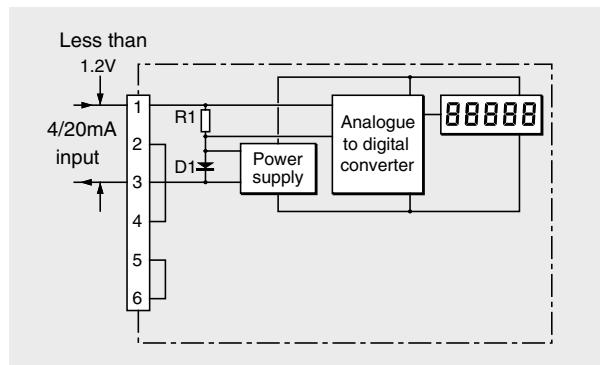 Less than
1.2V
4/20mA
input
1
2
3
4
5
6
R1
D1
Power
supply
Analogue
to digital
converter
88888